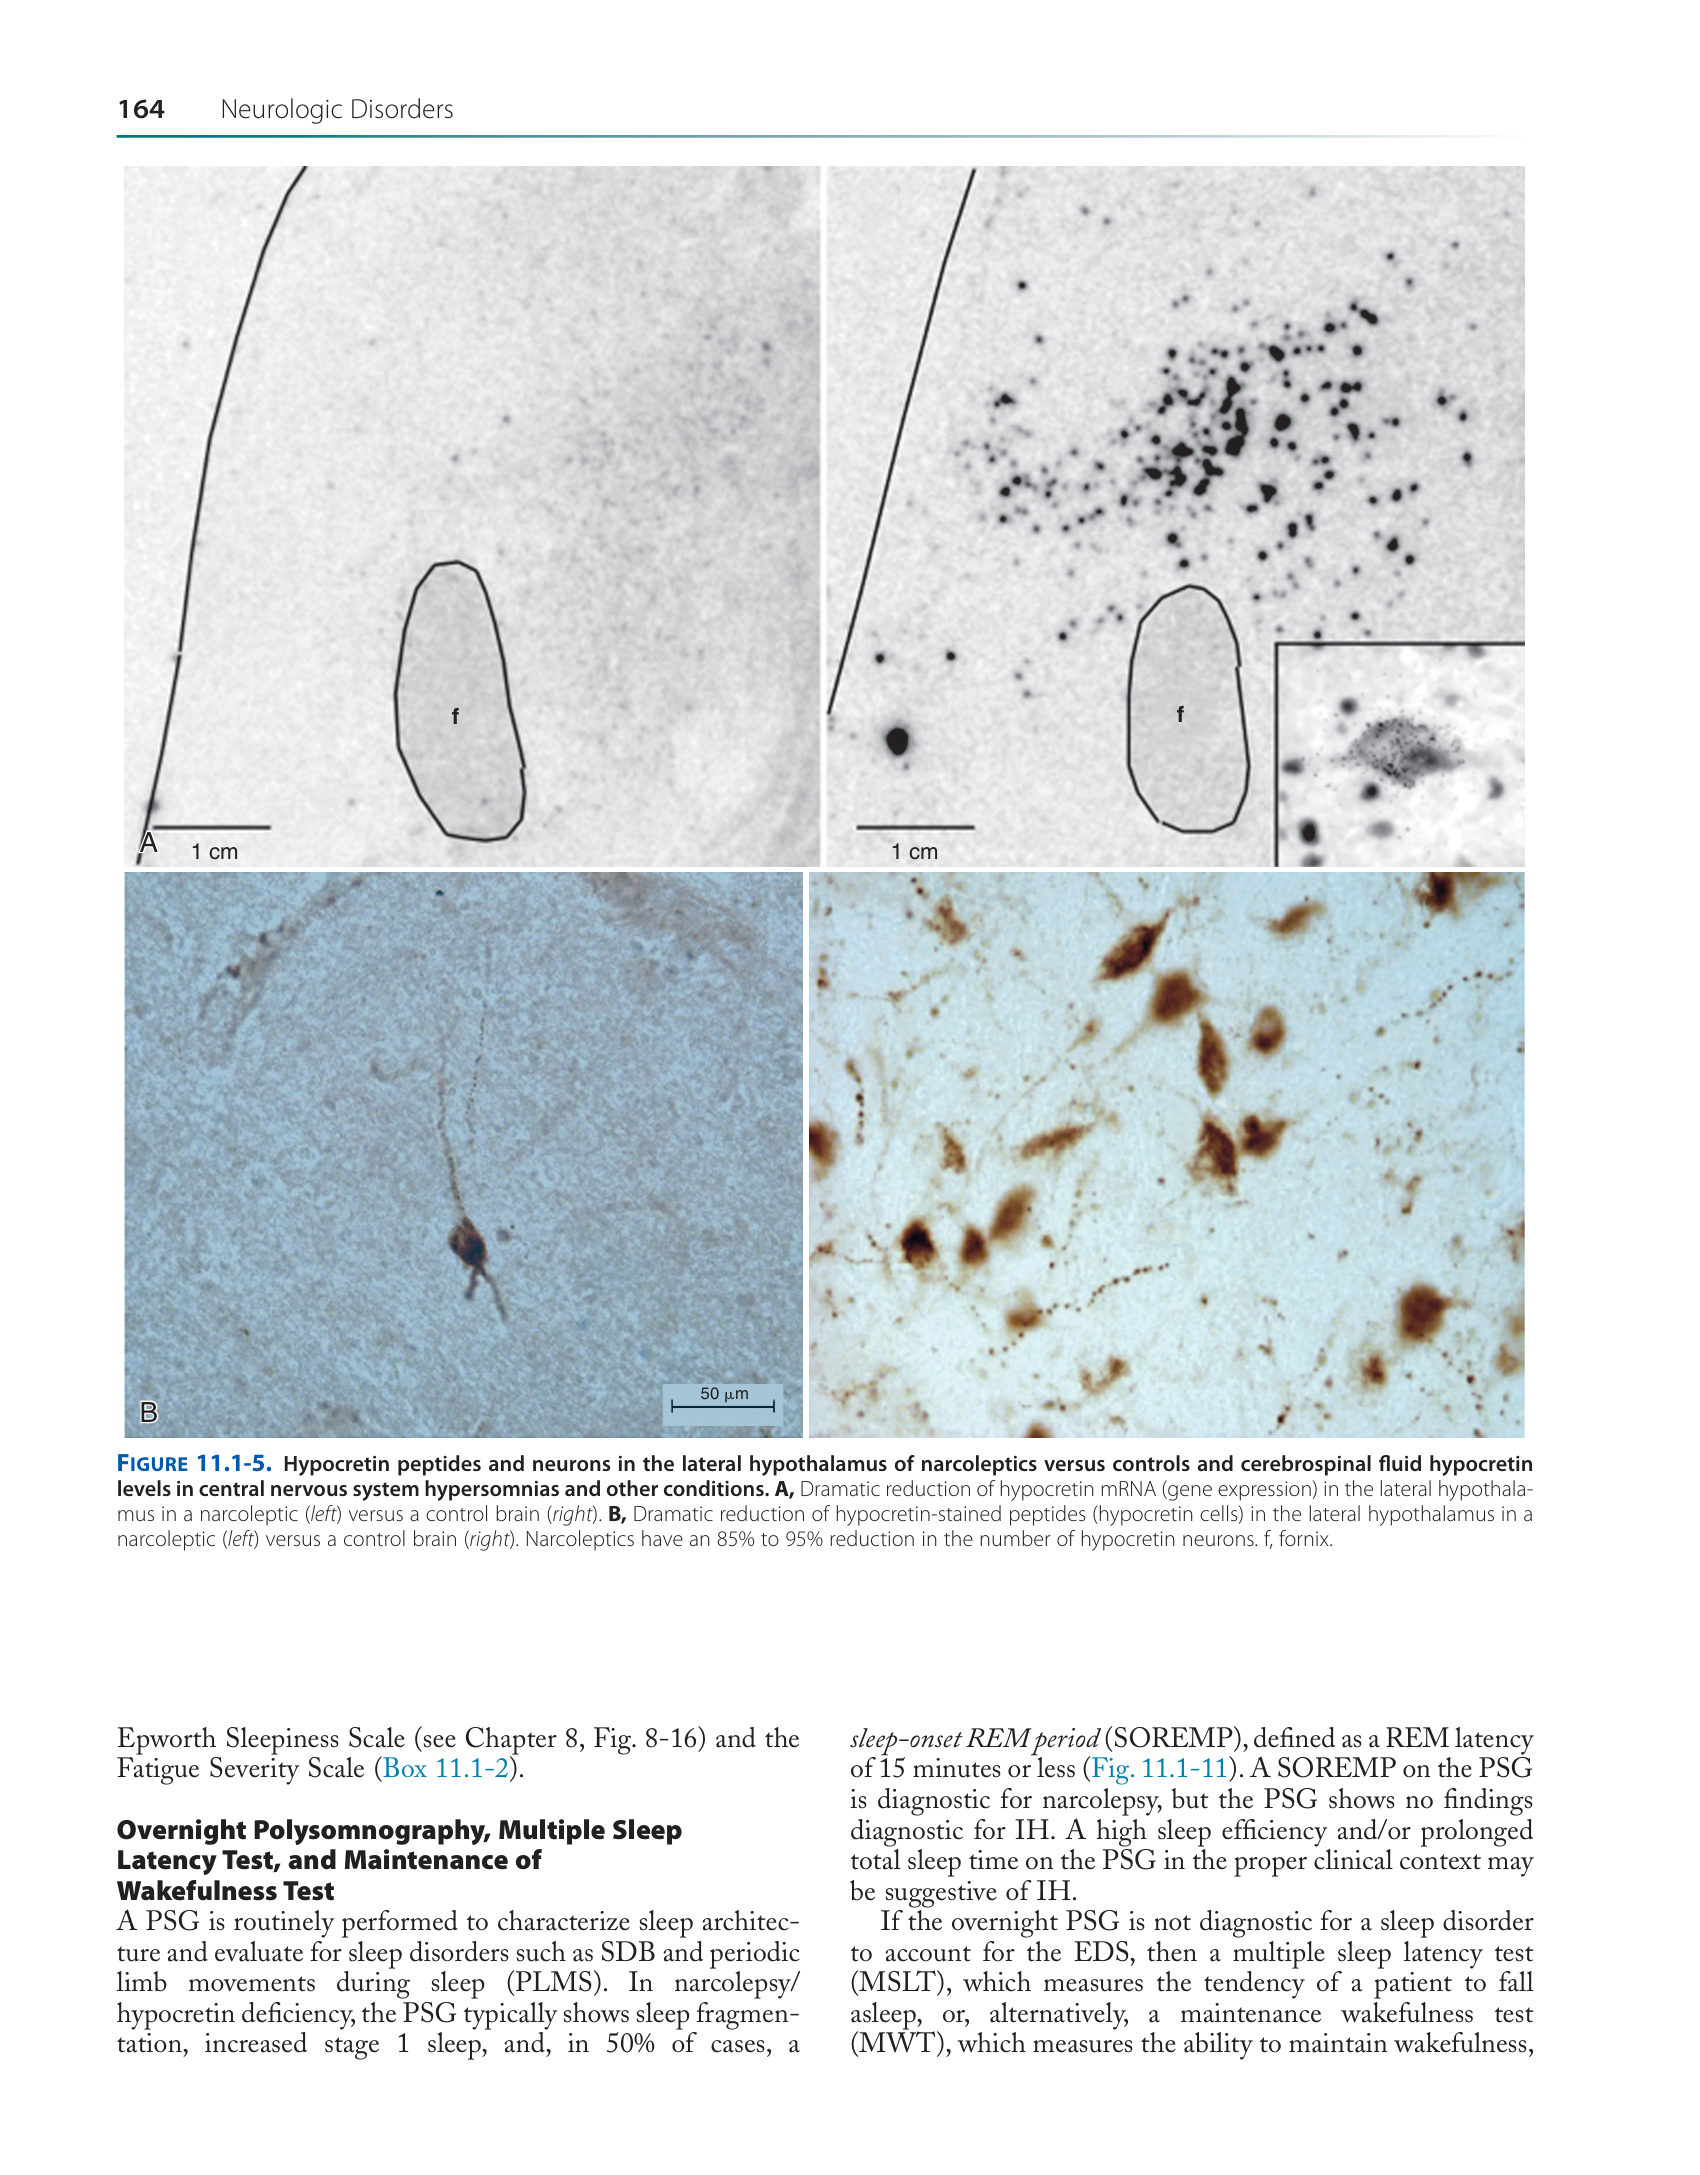 164 Neurologic Disorders
f
f
A
1 cm
1 cm
B
50 μm
FIGURE 11.1-5. Hypocretin peptides and neurons in the lateral hypothalamus of narcoleptics versus controls and cerebrospinal fluid hypocretin
levels in central nervous system hypersomnias and other conditions. A, Dramatic reduction of hypocretin mRNA (gene expression) in the lateral hypothala-
mus in a narcoleptic (left) versus a control brain (right). B, Dramatic reduction of hypocretin-stained peptides (hypocretin cells) in the lateral hypothalamus in a
narcoleptic (left) versus a control brain (right). Narcoleptics have an 85% to 95% reduction in the number of hypocretin neurons. f, fornix.
Epworth Sleepiness Scale (see Chapter 8, Fig. 8-16) and the
Fatigue Severity Scale (Box 11.1-2).
Overnight Polysomnography, Multiple Sleep
Latency Test, and Maintenance of
Wakefulness Test
A PSG is routinely performed to characterize sleep architec-
ture and evaluate for sleep disorders such as SDB and periodic
limb movements during sleep (PLMS). In narcolepsy/
hypocretin deficiency, the PSG typically shows sleep fragmen-
tation, increased stage 1 sleep, and, in 50% of cases, a
sleep-onset REM period (SOREMP), defined as a REM latency
of 15 minutes or less (Fig. 11.1-11). A SOREMP on the PSG
is diagnostic for narcolepsy, but the PSG shows no findings
diagnostic for IH. A high sleep efficiency and/or prolonged
total sleep time on the PSG in the proper clinical context may
be suggestive of IH.
If the overnight PSG is not diagnostic for a sleep disorder
to account for the EDS, then a multiple sleep latency test
(MSLT), which measures the tendency of a patient to fall
asleep, or, alternatively, a maintenance wakefulness test
(MWT), which measures the ability to maintain wakefulness,